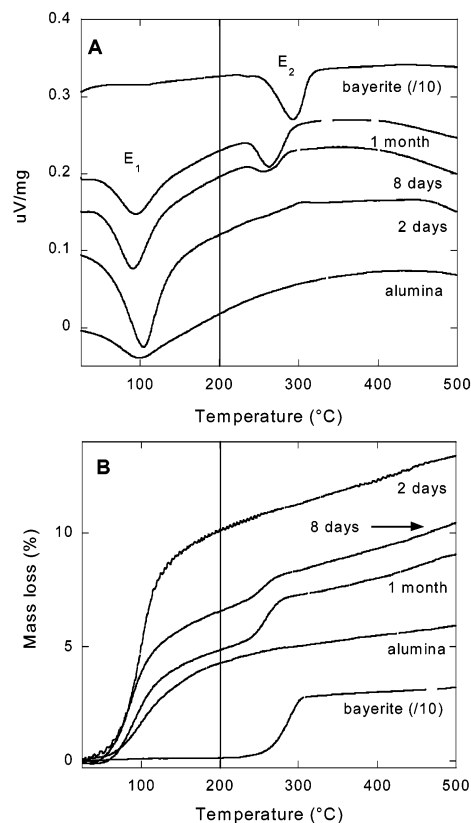 0.4
A
E2
bayerite (/10)
0.3
1 month
E1
0.2
8 days
uV/mg
2 days
0.1
alumina
0
100 200 300 400 500
Temperature (°C)
B
2 days
10
8 days
1 month
Mass loss (%)
5
alumina
bayerite (/10)
0
100 200 300 400 500
Temperature (°C)